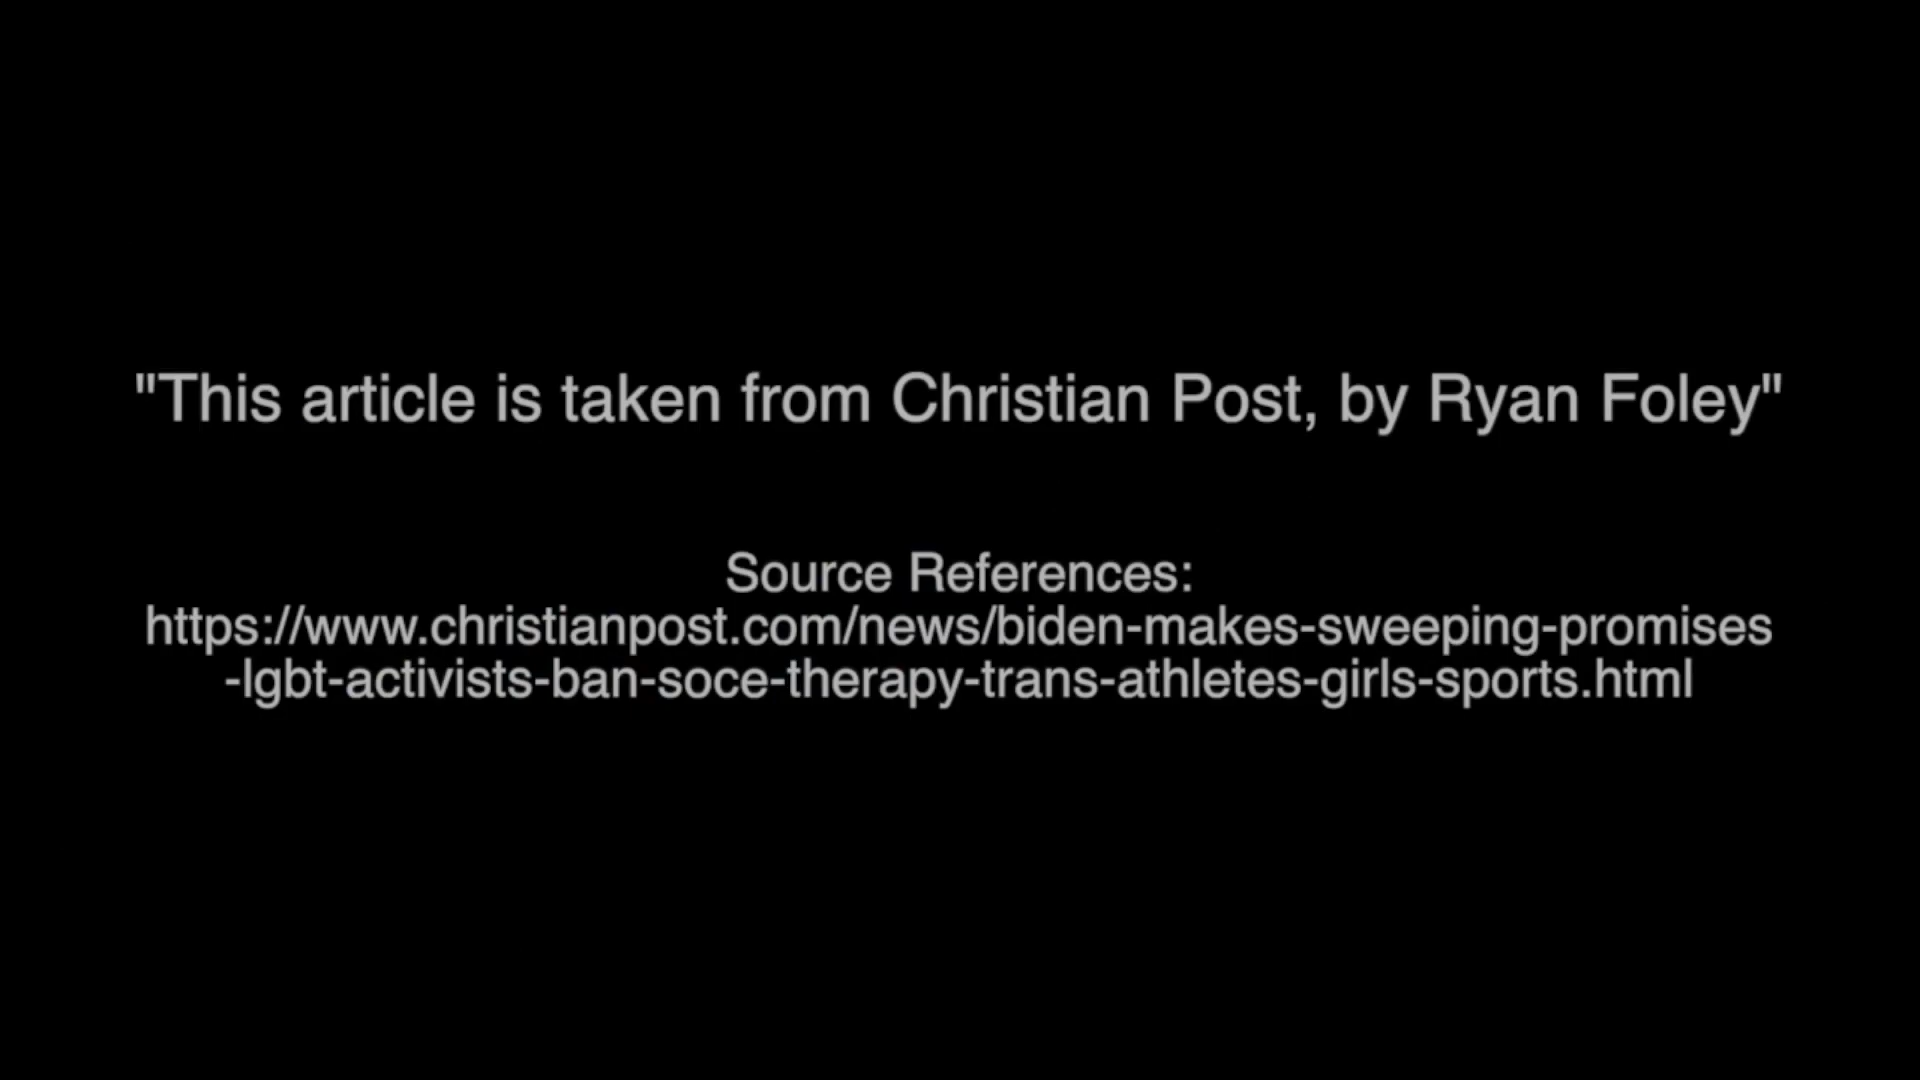 "This article is taken from Christian Post, by Ryan Foley"
Source References:
https://www.christianpost.com/news/biden-makes-sweeping-promises
-lgbt-activists-ban-soce-therapy-trans-athletes-girls-sports.html